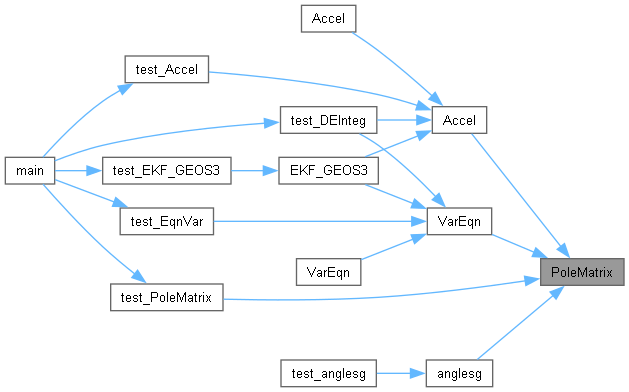 Accel
test_Accel
test_DEInteg
Accel
main
test_EKF_GEOS3
EKF_GEOS3
test_EqnVar
VarEqn
VarEqn
PoleMatrix
test_PoleMatrix
test_anglesg
anglesg